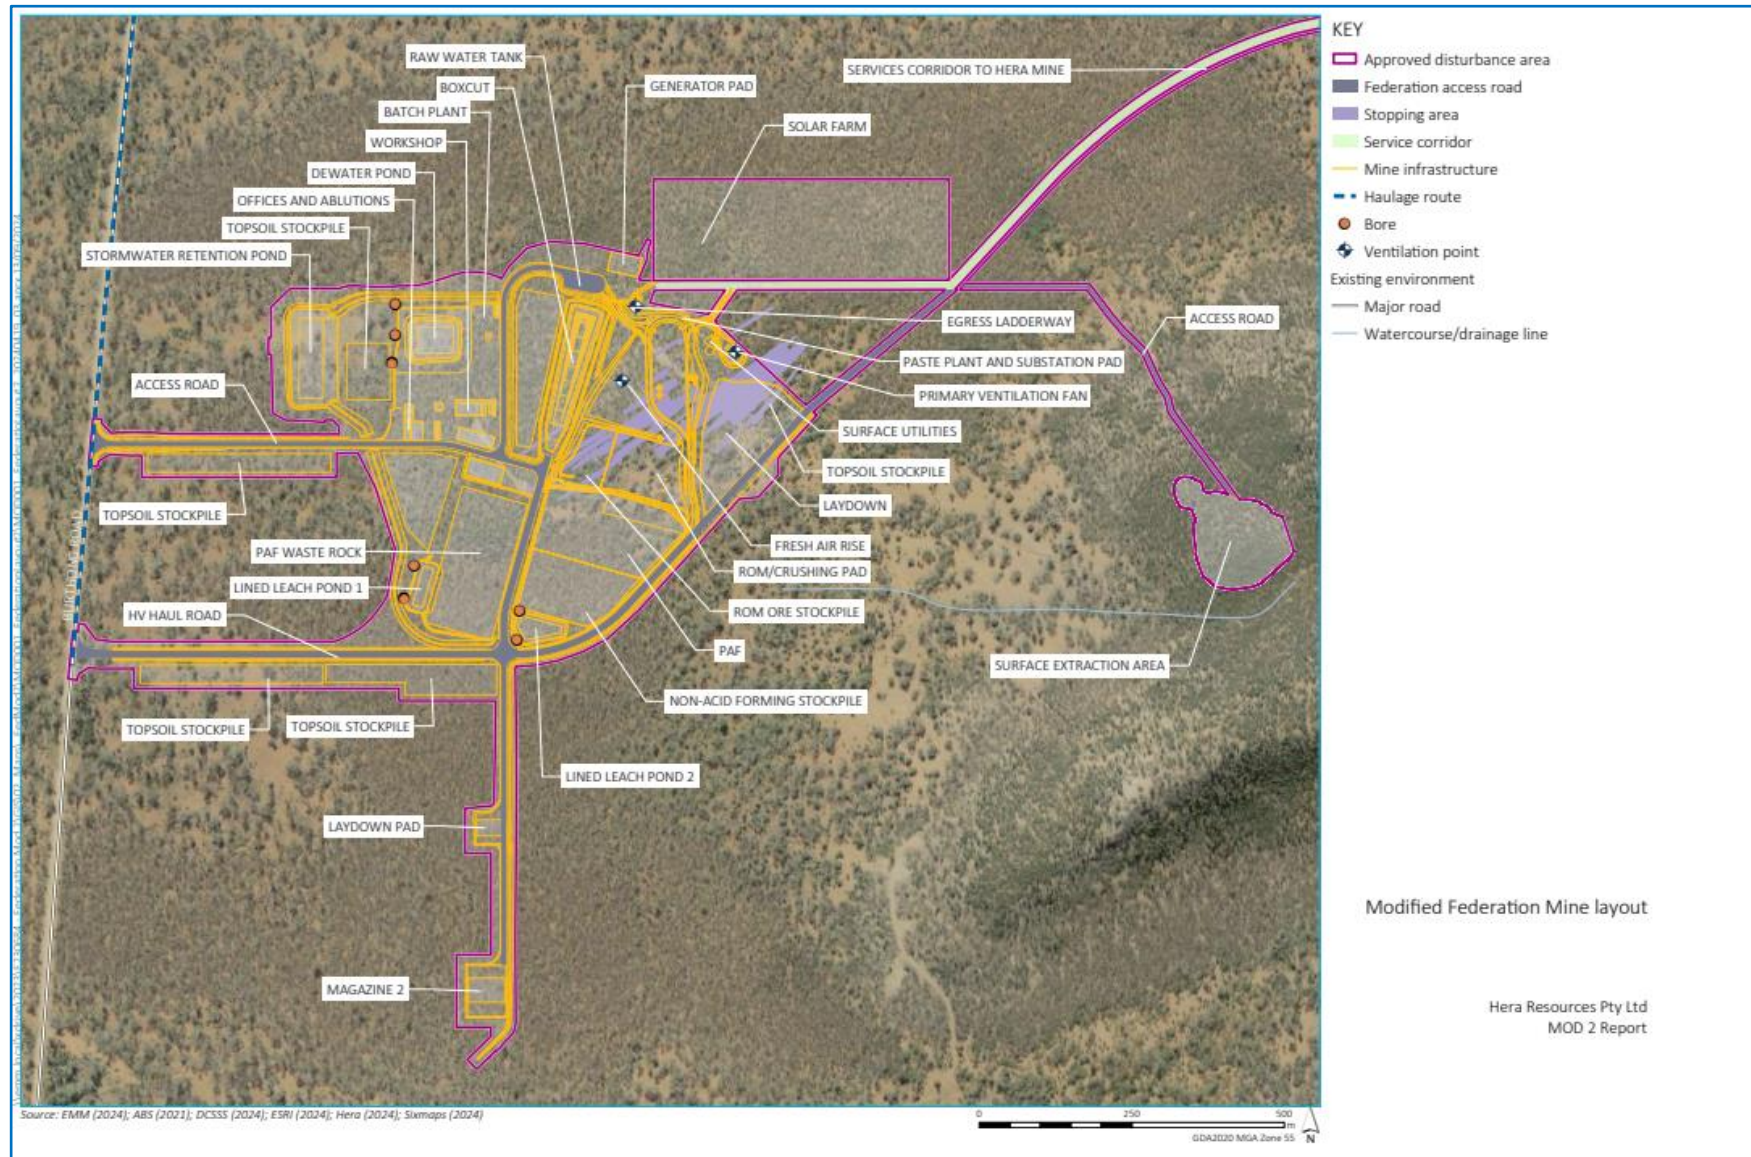 RAW WATER TANK
BOXCUT
BATCH PLANT
WORKSHOP
DEWATER POND
OFFICES AND ABLUTIONS
TOPSOIL STOCKPILE
STORMWATER RETENTION POND
GENERATOR PAD
SOLAR FARM
SERVICES CORRIDOR TO HERA MINE
ACCESS ROAD
TOPSOIL STOCKPILE
PAF WASTE ROCK
LINED LEACH POND 1
HV HAUL ROAD
TOPSOIL STOCKPILE
TOPSOIL STOCKPILE
LAYDOWN PAD
MAGAZINE 2
EGRESS LADDERWAY
ACCESS ROAD
PASTE PLANT AND SUBSTATION PAD
PRIMARY VENTILATION FAN
SURFACE UTILITIES
TOPSOIL STOCKPILE
LAYDOWN
FRESH AIR RISE
ROM/CRUSHING PAD
ROM ORE STOCKPILE
PAF
SURFACE EXTRACTION AREA
NON-ACID FORMING STOCKPILE
LINED LEACH POND 2
KEY
Approved disturbance area
Federation access road
Stopping area
Service corridor
Mine infrastructure
Haulage route
Bore
Ventilation point
Existing environment
Major road
Watercourse/drainage line
Modified Federation Mine layout
Hera Resources Pty Ltd
MOD 2 Report
Source: EMM (2024); ABS (2021); DCSSS (2024); ESRI (2024); Hera (2024); Sixmaps (2024)
0 250 500
m
GDA2020 MGA Zone 55
N